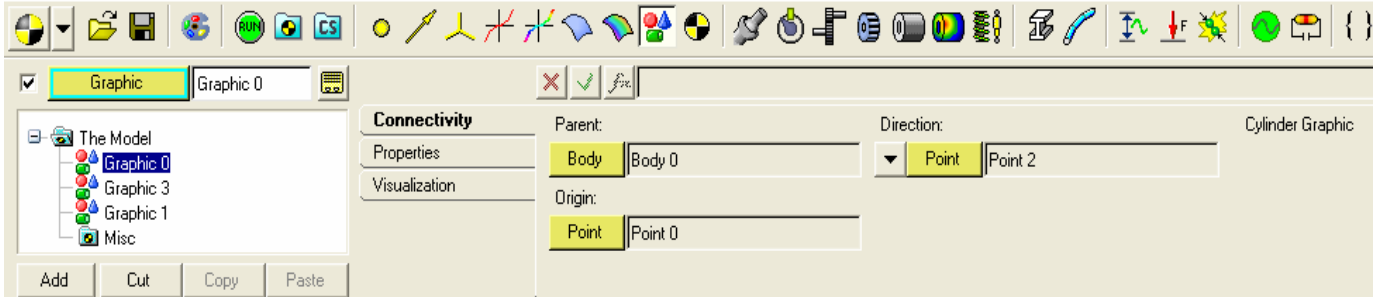 RUN CS F { }
Graphic Graphic 0 fx
The Model
Graphic 0
Graphic 3
Graphic 1
Misc
Add Cut Copy Paste
Connectivity
Properties
Visualization
Parent: Direction: Cylinder Graphic
Body Body 0 Point Point 2
Origin:
Point Point 0